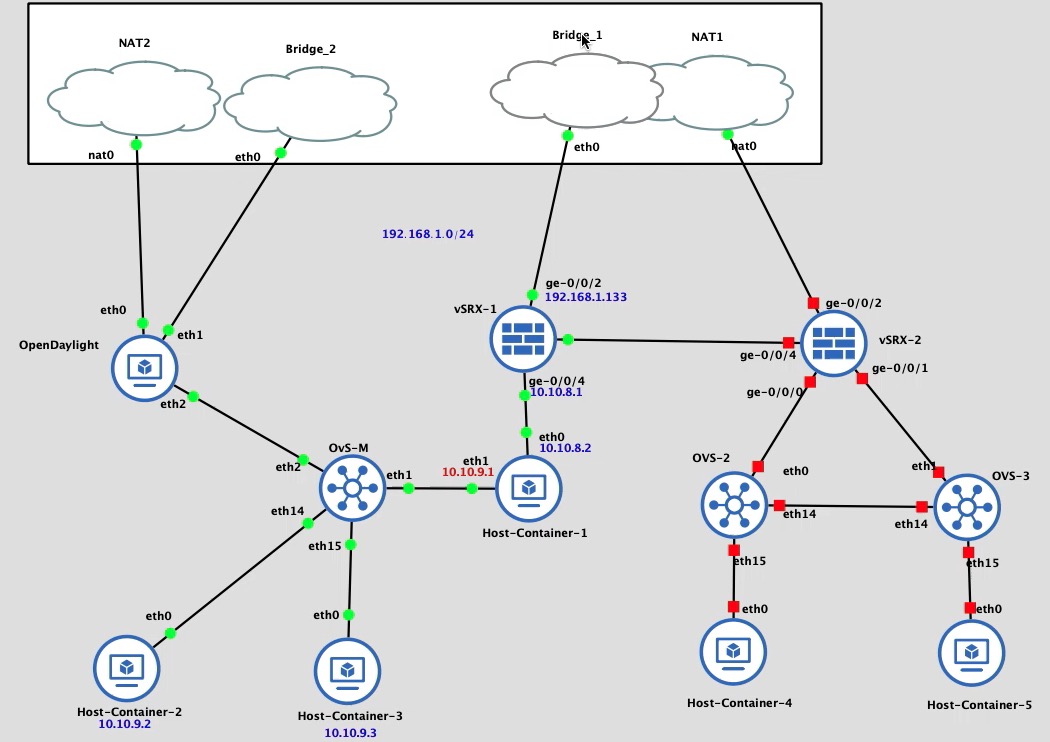 NAT2
Bridge_2
Bridge_1
NAT1
nat0
eth0
eth0
nat0
192.168.1.0/24
ge-0/0/2
192.168.1.133
vSRX-1
ge-0/0/2
eth0
eth1
OpenDaylight
vSRX-2
ge-0/0/4
ge-0/0/1
ge-0/0/4
10.10.8.1
ge-0/0/0
eth2
eth0
10.10.8.2
OvS-M
eth2
eth1
eth1
10.10.9.1
OVS-2
eth0
eth1
OVS-3
eth14
eth14
eth14
Host-Container-1
eth15
eth15
eth15
eth0
eth0
eth0
eth0
Host-Container-2
10.10.9.2
Host-Container-3
10.10.9.3
Host-Container-4
Host-Container-5